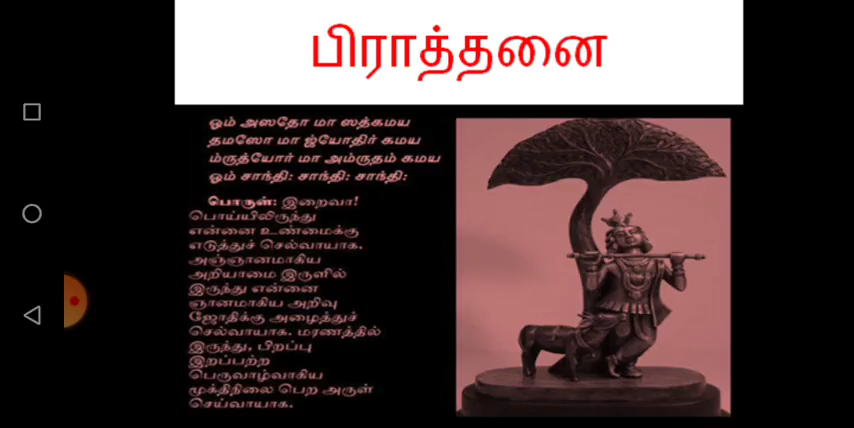 பிராத்தனை
ஓம் அஸதோ மா ஸத்கமய
தமஸோ மா ஜ்யோதிர் கமய
ம்ருத்யோர் மா அம்ருதம் கமய
ஓம் சாந்தி: சாந்தி: சாந்தி:
பொருள்: இறைவா!
பொய்யிலிருந்து
என்னை உண்மைக்கு
எடுத்துச் செல்வாயாக.
அஞ்ஞானமாகிய
அறியாமை இருளில்
இருந்து என்னை
ஞானமாகிய அறிவு
ஜோதிக்கு அழைத்துச்
செல்வாயாக. மரணத்தில்
இருந்து, பிறப்பு
இறப்பற்ற
பெருவாழ்வாகிய
முக்திநிலை பெற அருள்
செய்வாயாக.